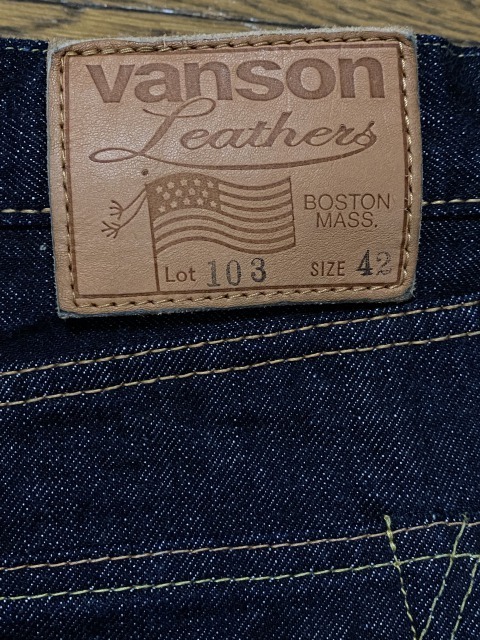 vanson
Leathers
BOSTON
MASS.
Lot 103 SIZE 42